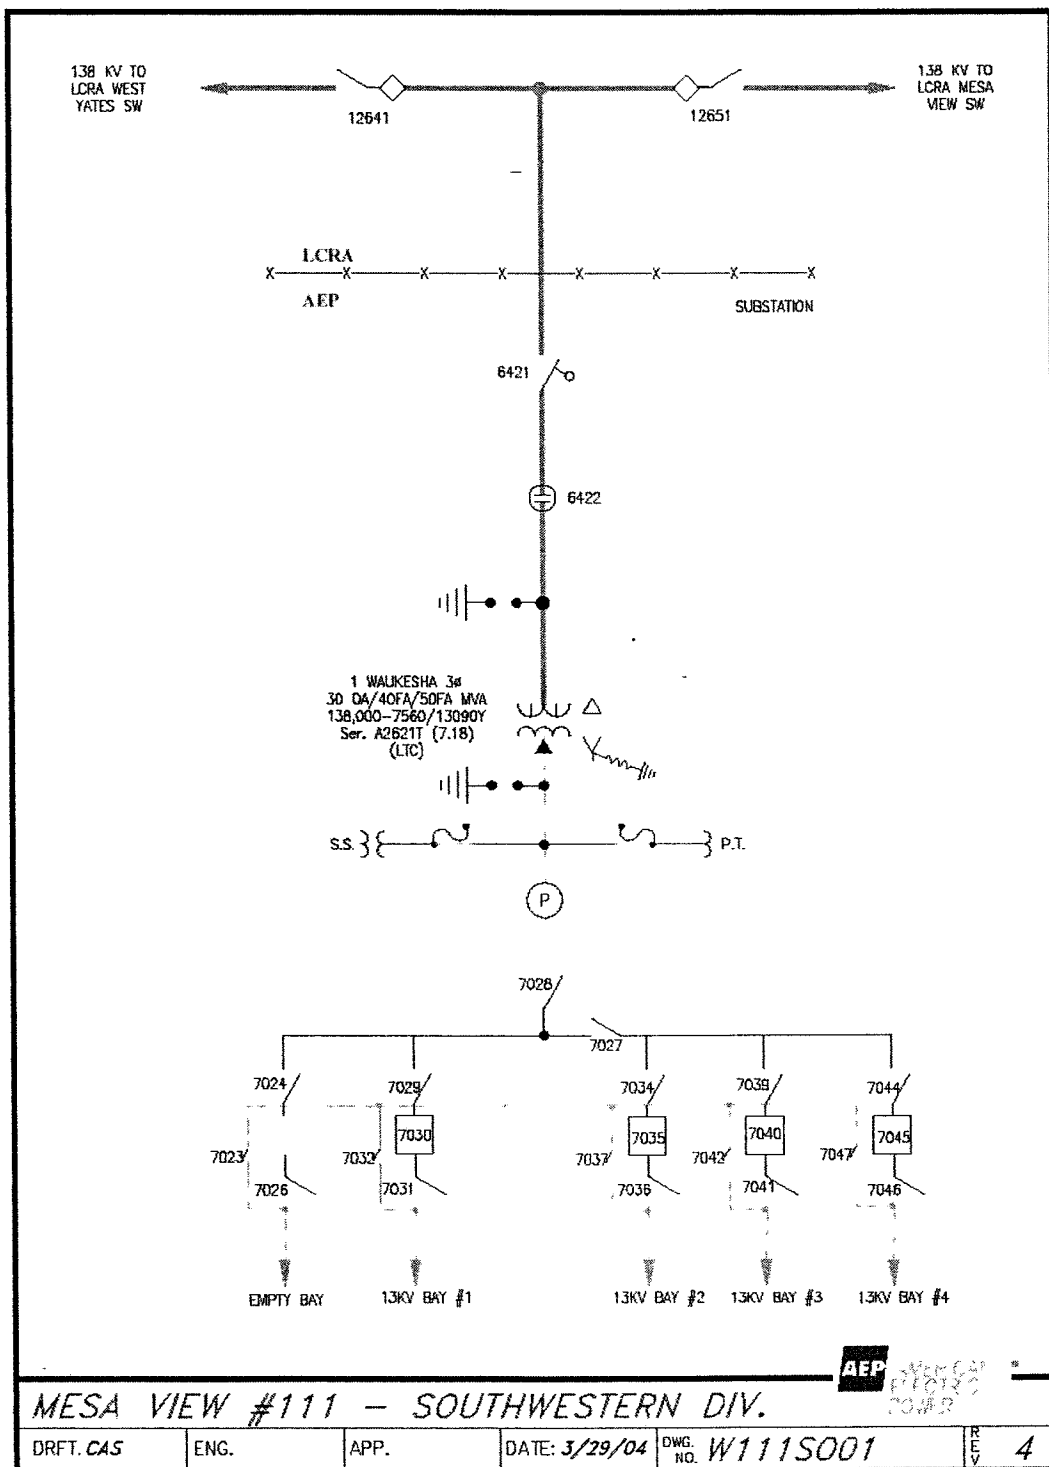 138 KV TO
LCRA WEST
YATES SW
12641
12651
138 KV TO
LCRA MESA
VIEW SW
LCRA
AEP
SUBSTATION
6421
6422
1 WAUKESHA 3ø
30 OA/40FA/50FA MVA
138,000-7560/13090Y
Ser. A2621T (7.18)
(LTC)
S.S.
P.T.
P
7028
7027
7024
7029
7034
7039
7044
7030
7035
7040
7045
7023
7032
7037
7042
7047
7026
7031
7036
7041
7046
EMPTY BAY
13KV BAY #1
13KV BAY #2
13KV BAY #3
13KV BAY #4
AEP
AMERICAN
ELECTRIC
POWER
MESA VIEW #111 - SOUTHWESTERN DIV.
DRFT. CAS
ENG.
APP.
DATE: 3/29/04
DWG. NO. W111SO01
REV 4